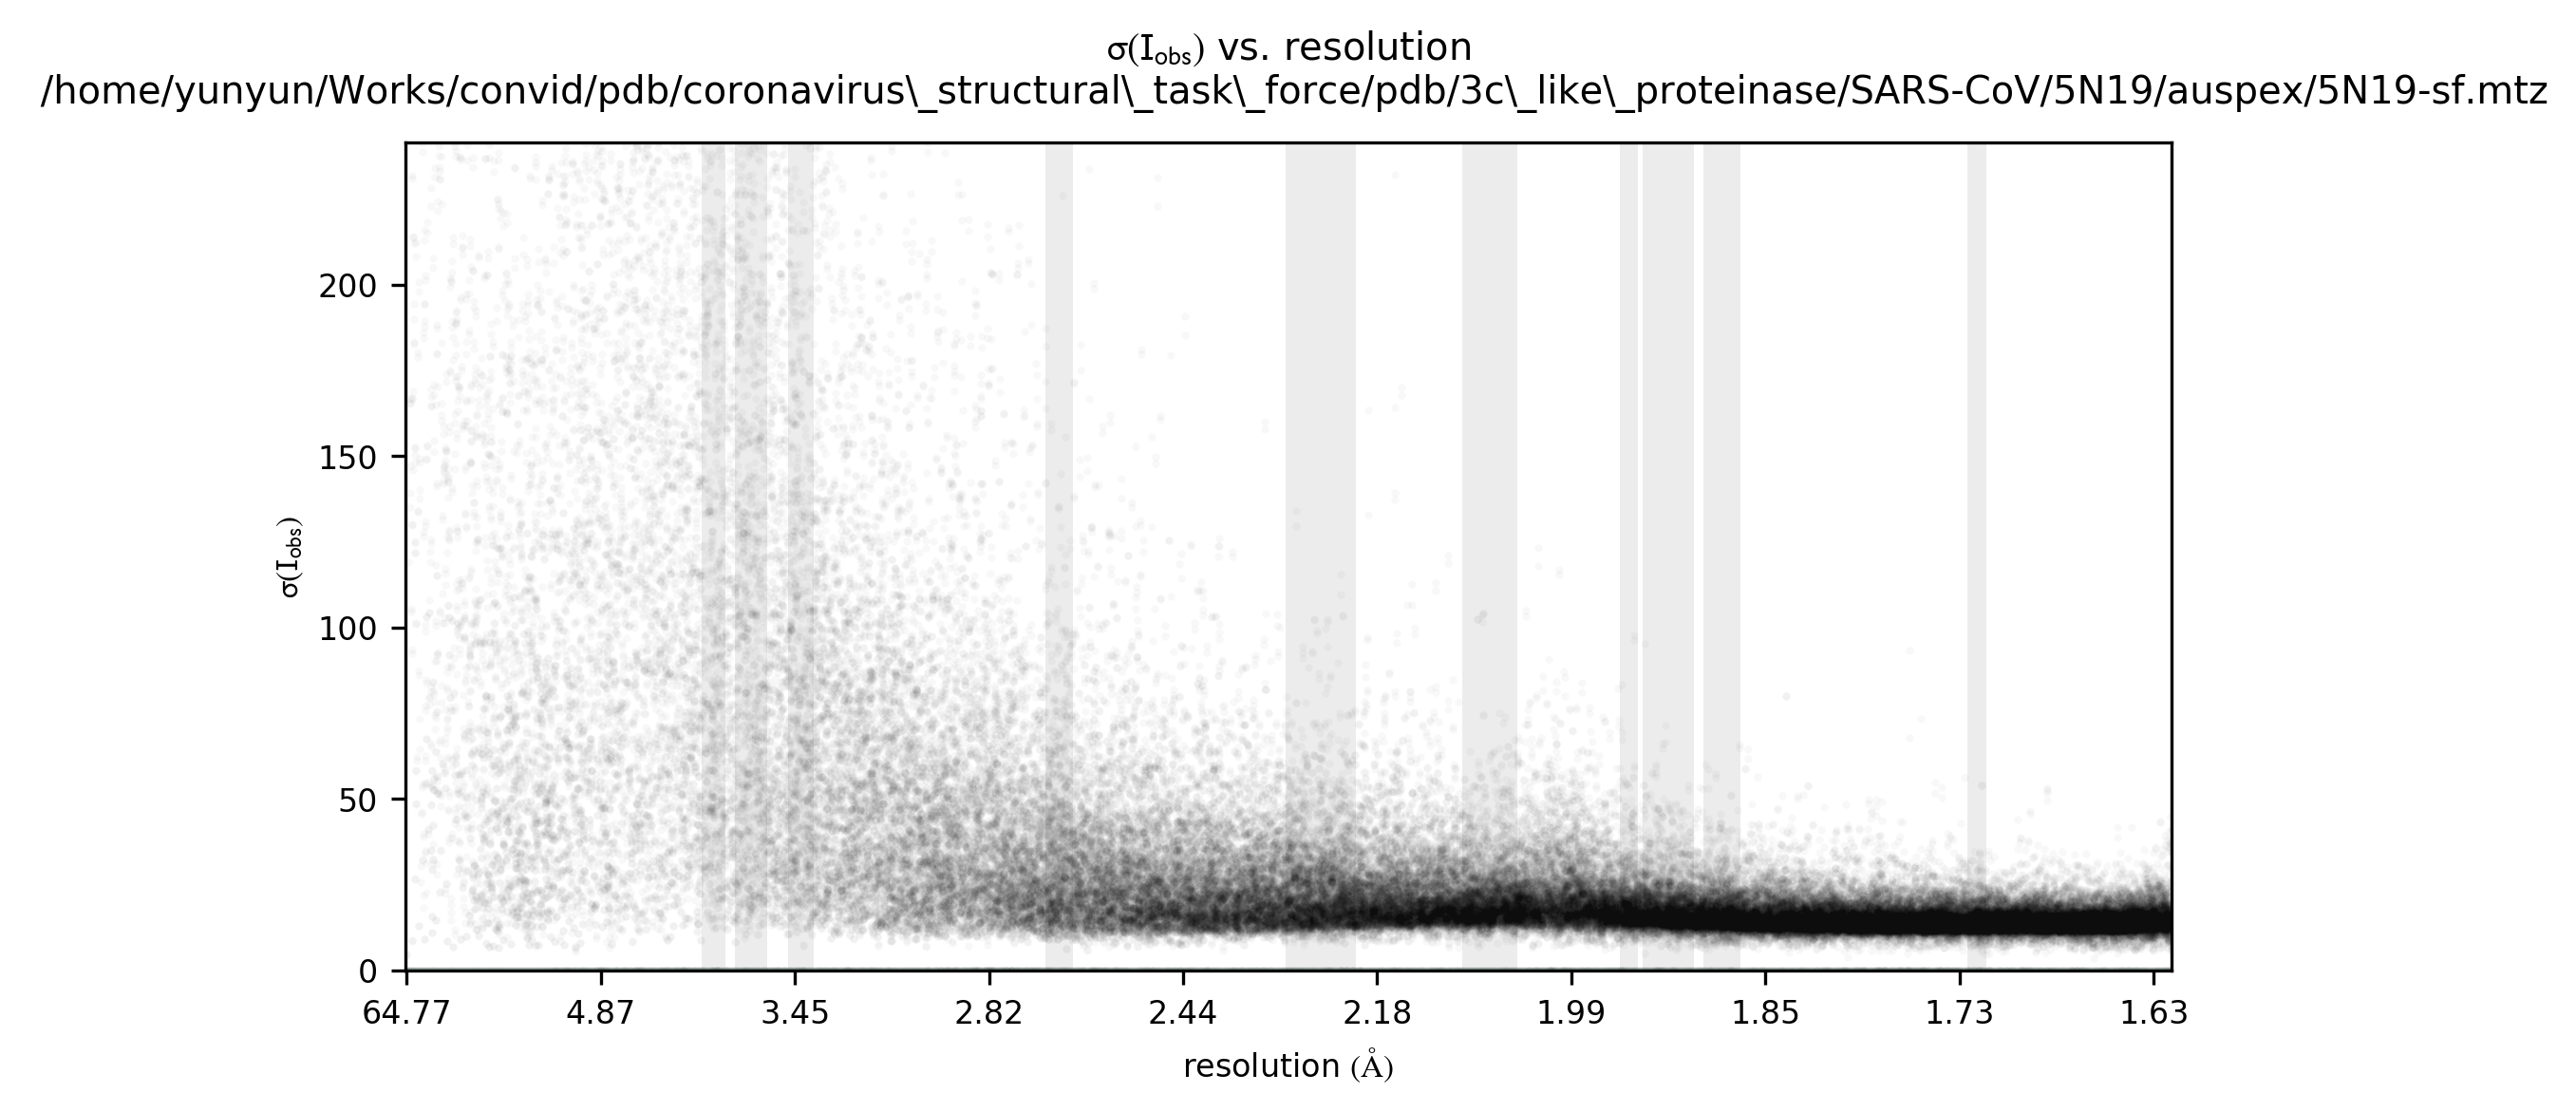 σ(I_obs) vs. resolution
/home/yunyun/Works/convid/pdb/coronavirus\_structural\_task\_force/pdb/3c\_like\_proteinase/SARS-CoV/5N19/auspex/5N19-sf.mtz
200
150
100
50
0
σ(I_obs)
64.77 4.87 3.45 2.82 2.44 2.18 1.99 1.85 1.73 1.63
resolution (Å)